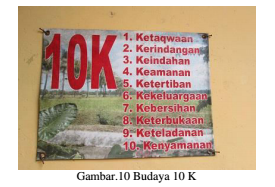 10K
1. Ketaqwaan
2. Kerindangan
3. Keindahan
4. Keamanan
5. Ketertiban
6. Kekeluargaan
7. Kebersihan
8. Keterbukaan
9. Keteladanan
10. Kenyamanan
Gambar.10 Budaya 10 K